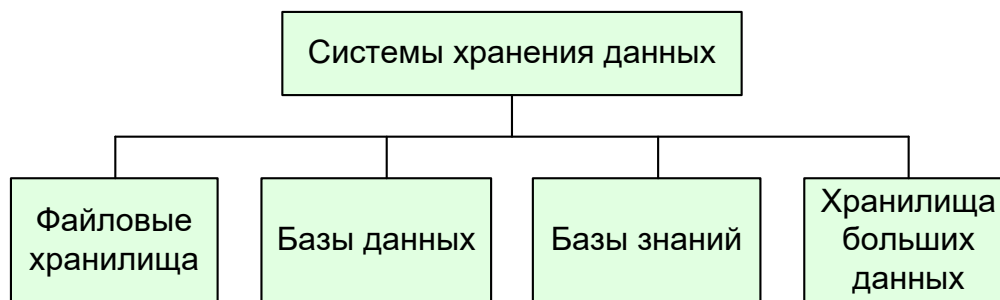 Системы хранения данных
Файловые
хранилища
Базы данных
Базы знаний
Хранилища
больших
данных